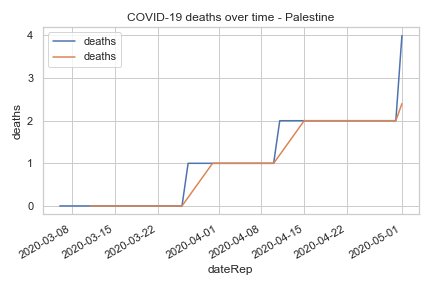 COVID-19 deaths over time - Palestine
deaths
deaths
deaths
4
3
2
1
0
2020-03-08
2020-03-15
2020-03-22
2020-04-01
2020-04-08
2020-04-15
2020-04-22
2020-05-01
dateRep